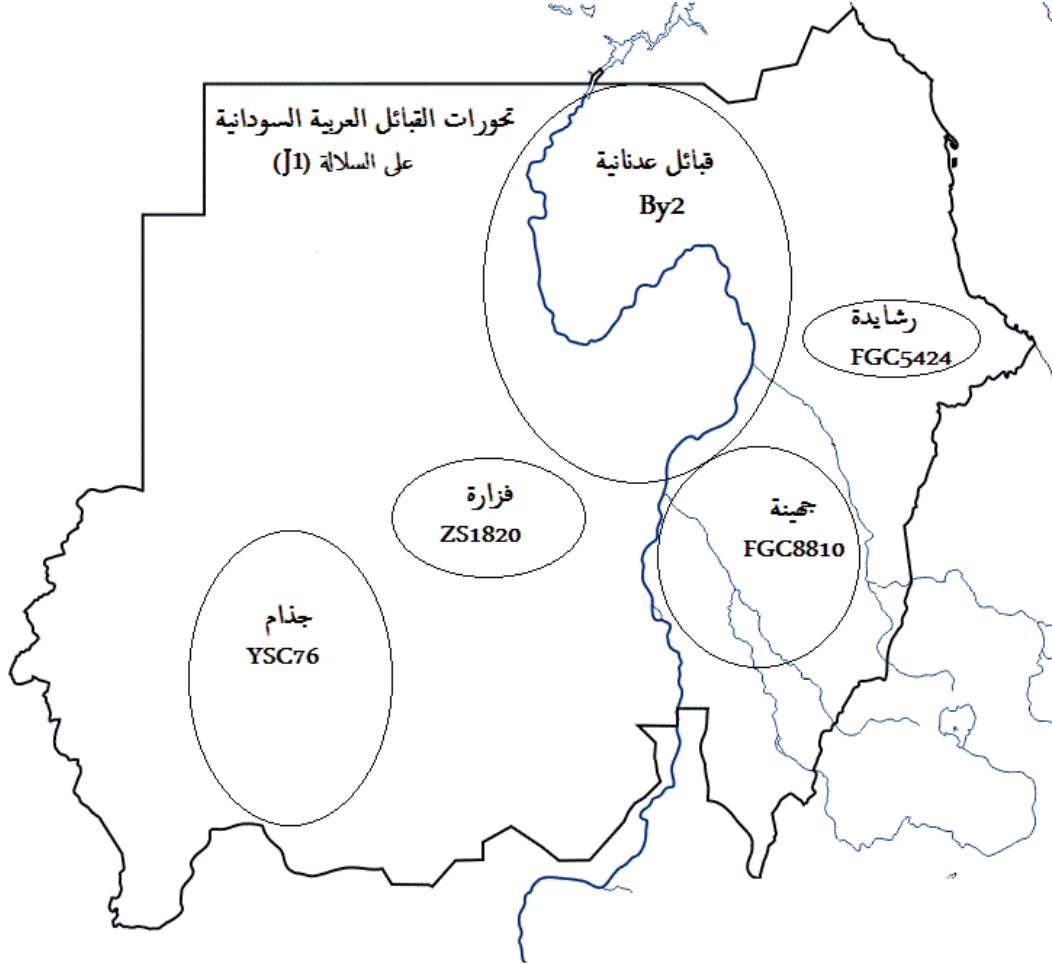 تحورات القبائل العربية السودانية
على السلالة (J1)
قبائل عدنانية
By2
رشايدة
FGC5424
فزارة
ZS1820
جهينة
FGC8810
جذام
YSC76